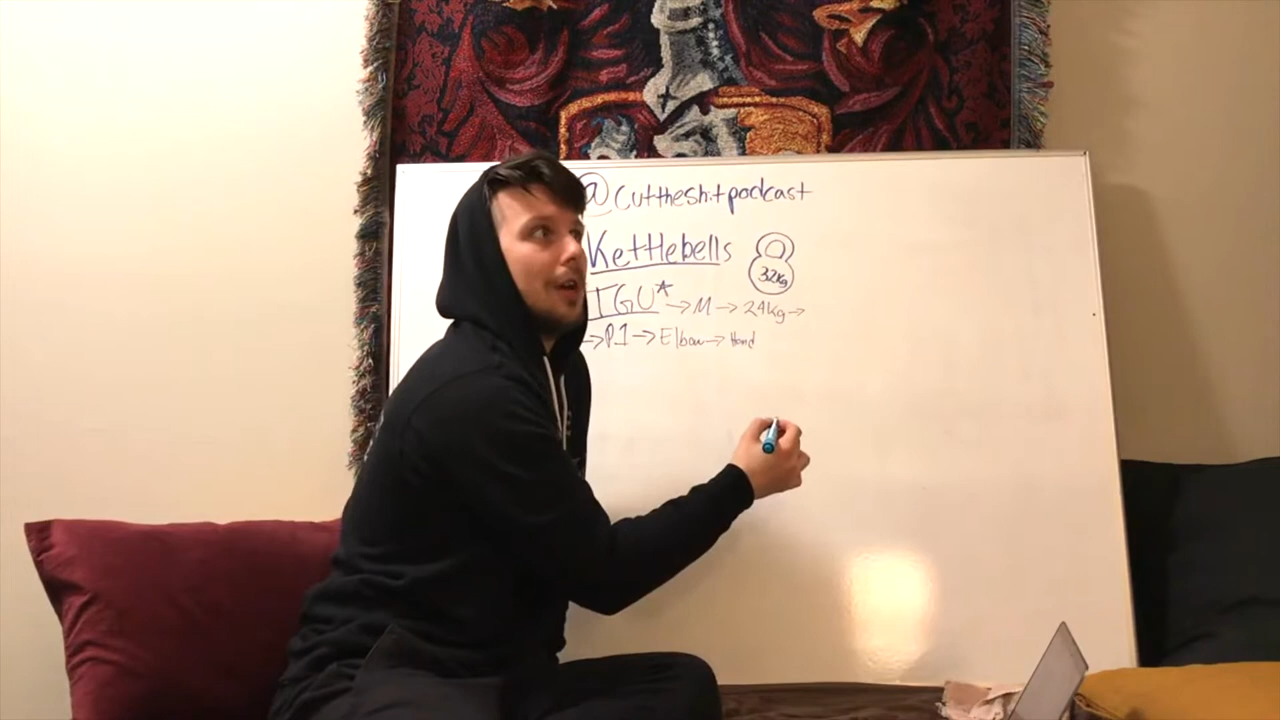 @cuttheshitpodcast
Kettlebells
32kg
TGU* → M → 24kg →
→ P.1 → Elbow → Hand